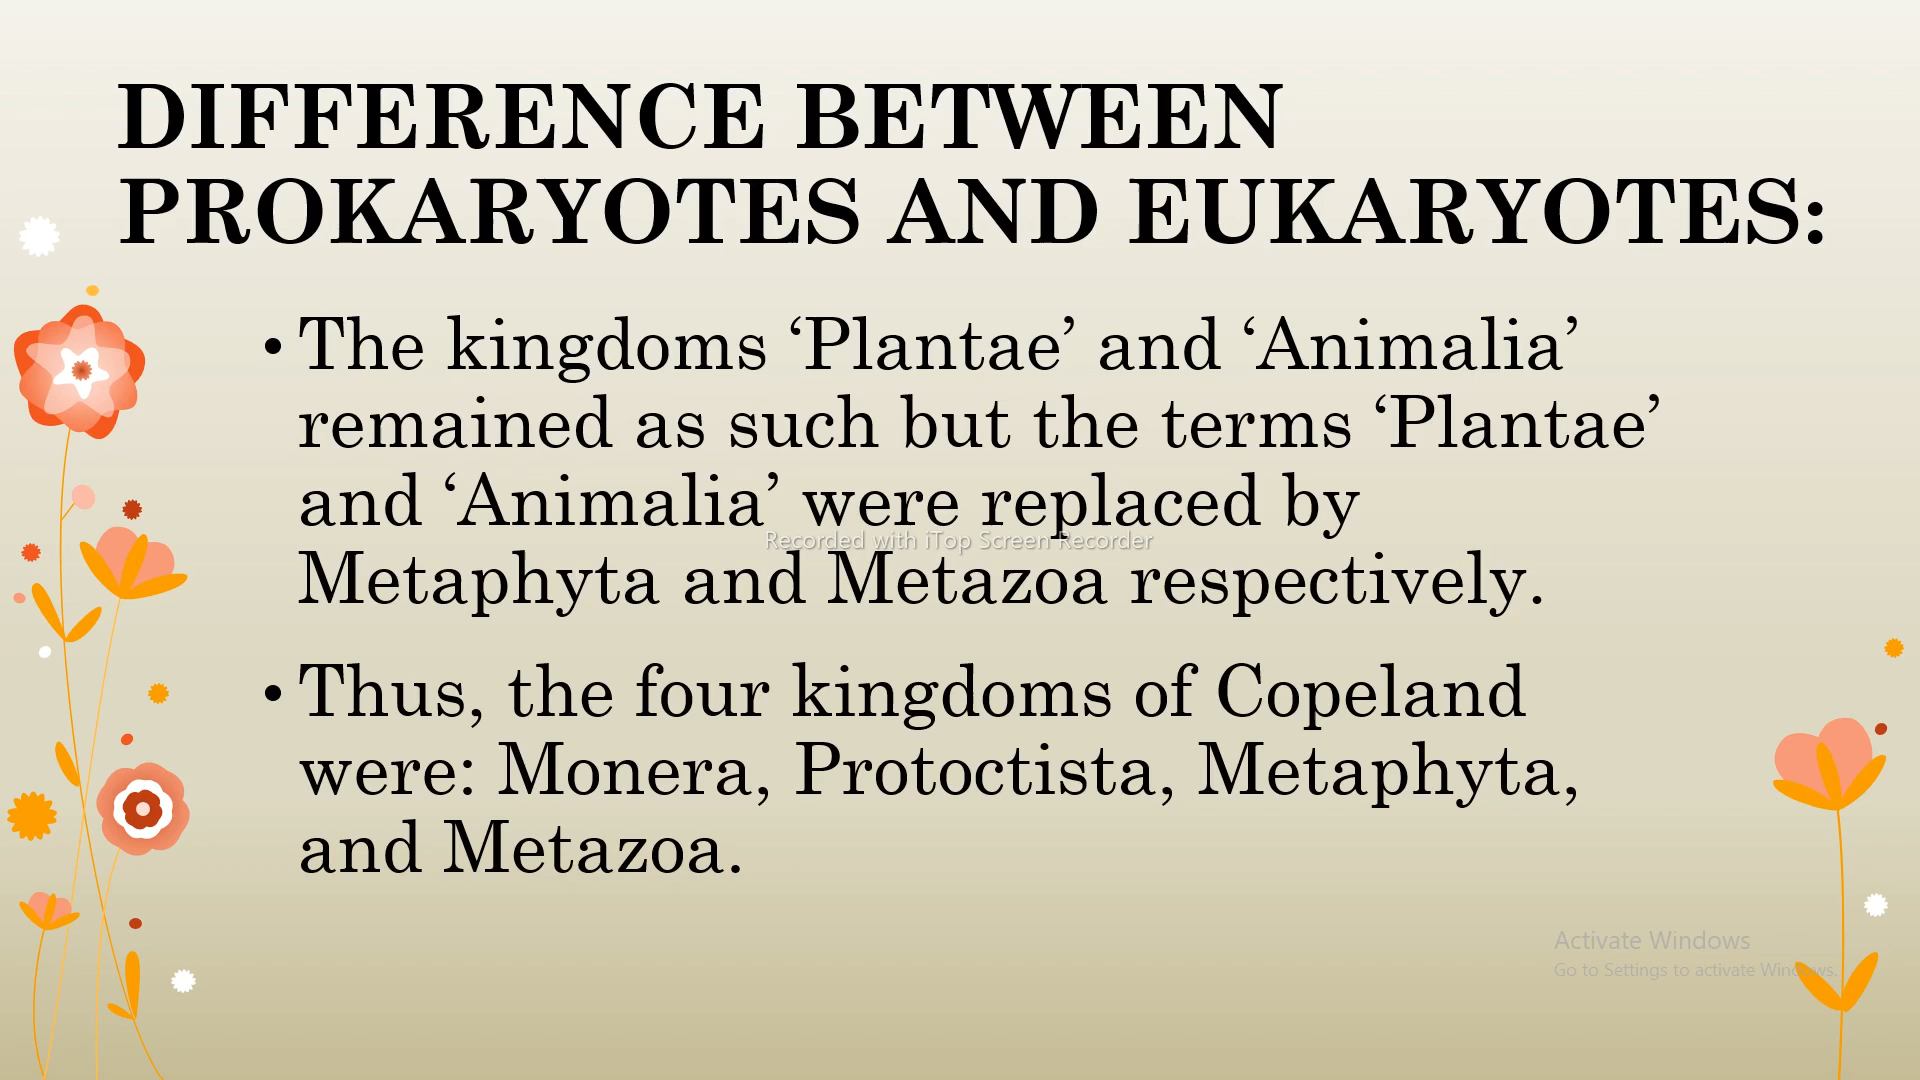 DIFFERENCE BETWEEN
PROKARYOTES AND EUKARYOTES:
• The kingdoms ‘Plantae’ and ‘Animalia’
remained as such but the terms ‘Plantae’
and ‘Animalia’ were replaced by
Recorded with iTop Screen Recorder
Metaphyta and Metazoa respectively.
• Thus, the four kingdoms of Copeland
were: Monera, Protoctista, Metaphyta,
and Metazoa.
Activate Windows
Go to Settings to activate Windows.